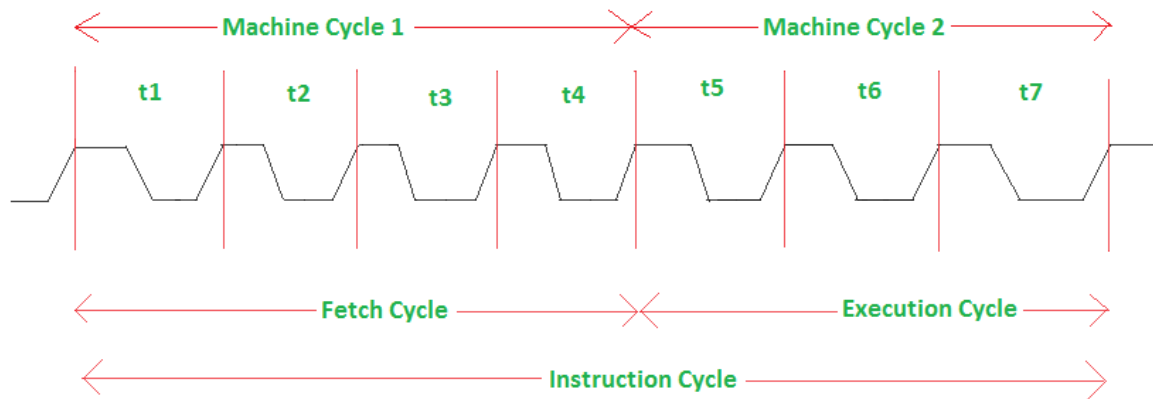 Machine Cycle 1 Machine Cycle 2
t1 t2 t3 t4 t5 t6 t7
Fetch Cycle Execution Cycle
Instruction Cycle